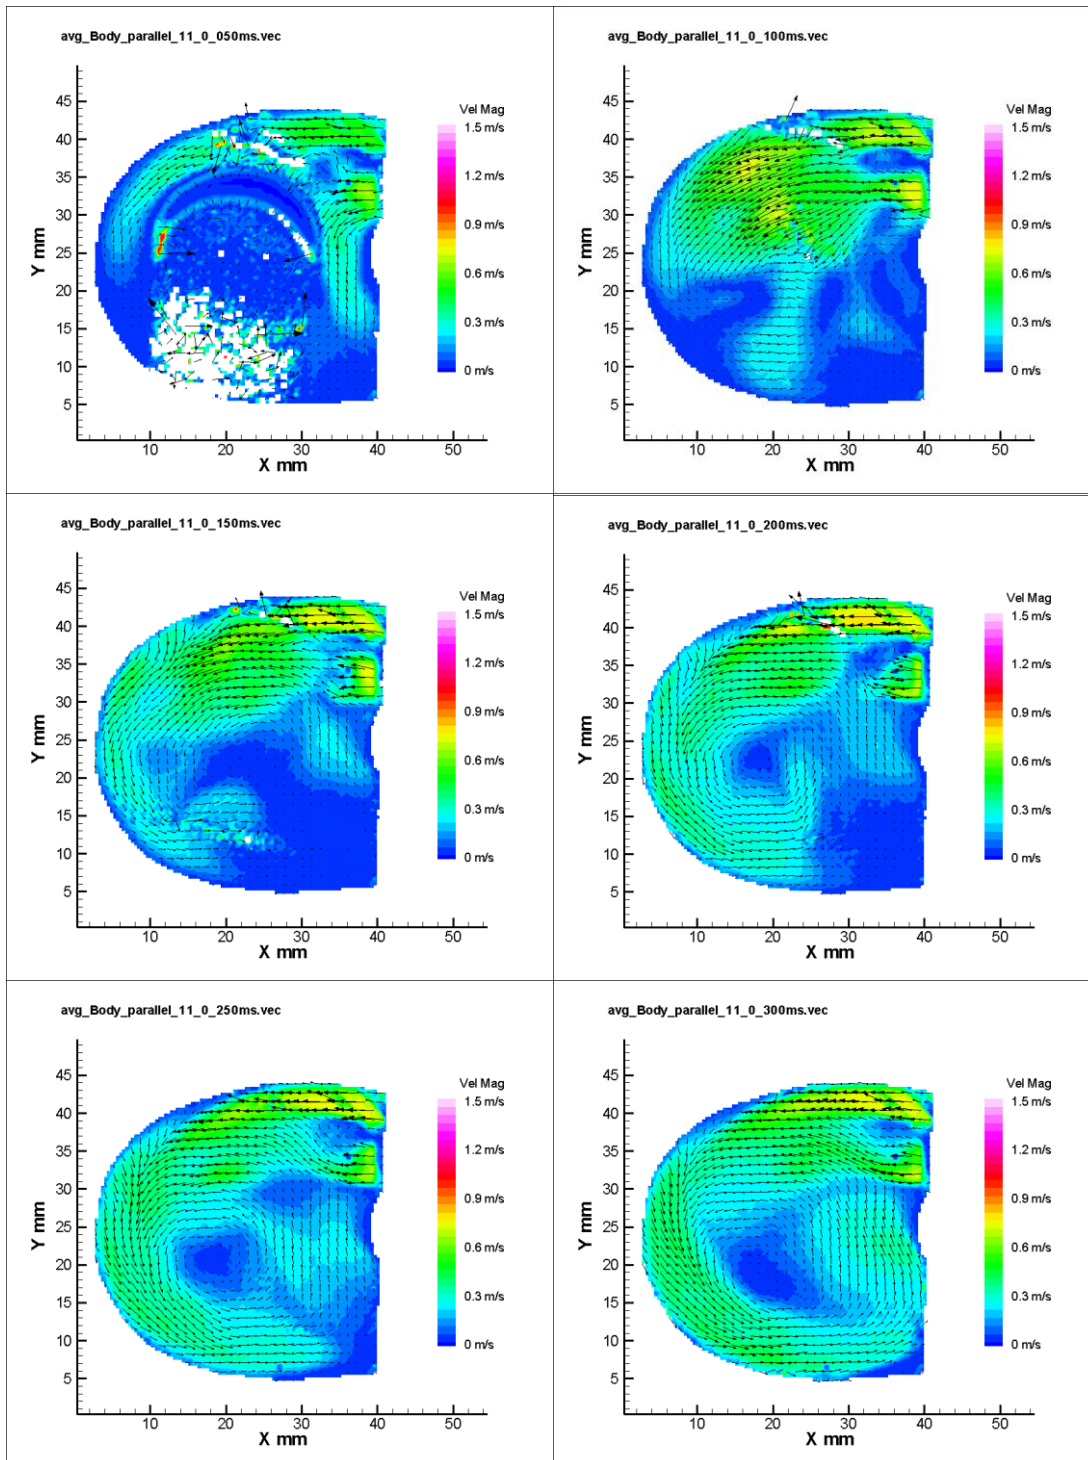 avg_Body_parallel_11_0_050ms.vec
Vel Mag
1.5 m/s
1.2 m/s
0.9 m/s
0.6 m/s
0.3 m/s
0 m/s
Y mm
45
40
35
30
25
20
15
10
5
10 20 30 40 50
X mm
avg_Body_parallel_11_0_100ms.vec
Vel Mag
1.5 m/s
1.2 m/s
0.9 m/s
0.6 m/s
0.3 m/s
0 m/s
Y mm
45
40
35
30
25
20
15
10
5
10 20 30 40 50
X mm
avg_Body_parallel_11_0_150ms.vec
Vel Mag
1.5 m/s
1.2 m/s
0.9 m/s
0.6 m/s
0.3 m/s
0 m/s
Y mm
45
40
35
30
25
20
15
10
5
10 20 30 40 50
X mm
avg_Body_parallel_11_0_200ms.vec
Vel Mag
1.5 m/s
1.2 m/s
0.9 m/s
0.6 m/s
0.3 m/s
0 m/s
Y mm
45
40
35
30
25
20
15
10
5
10 20 30 40 50
X mm
avg_Body_parallel_11_0_250ms.vec
Vel Mag
1.5 m/s
1.2 m/s
0.9 m/s
0.6 m/s
0.3 m/s
0 m/s
Y mm
45
40
35
30
25
20
15
10
5
10 20 30 40 50
X mm
avg_Body_parallel_11_0_300ms.vec
Vel Mag
1.5 m/s
1.2 m/s
0.9 m/s
0.6 m/s
0.3 m/s
0 m/s
Y mm
45
40
35
30
25
20
15
10
5
10 20 30 40 50
X mm